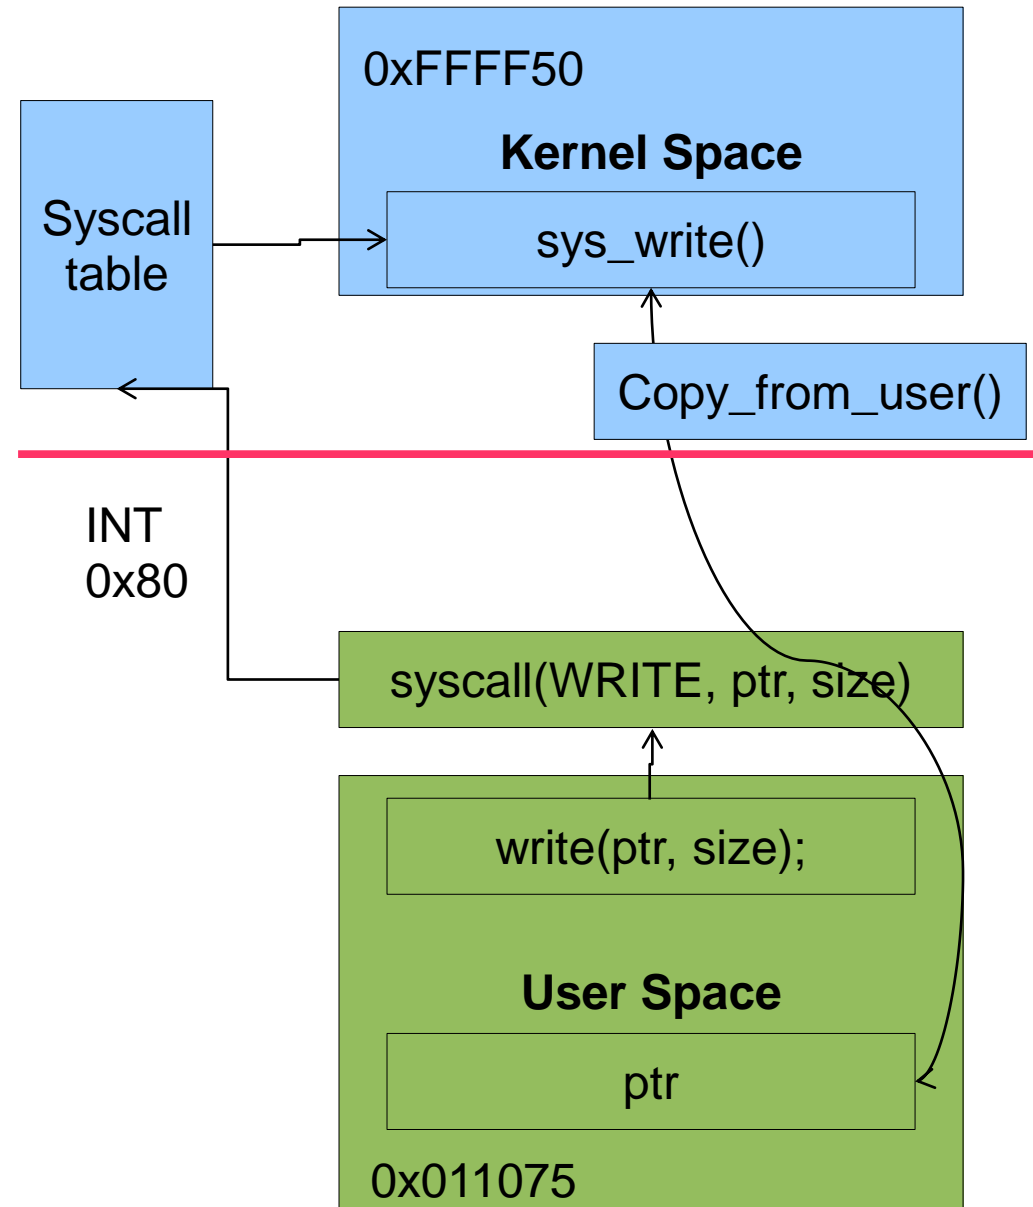 0xFFFF50
Kernel Space
Syscall
table
sys_write()
Copy_from_user()
INT
0x80
syscall(WRITE, ptr, size)
write(ptr, size);
User Space
ptr
0x011075